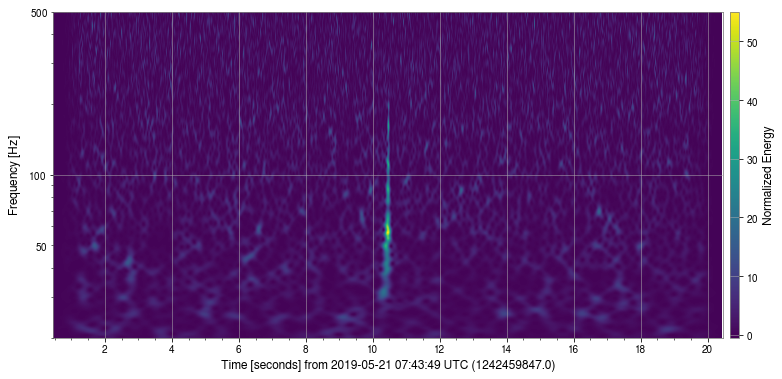 500
100
50
Frequency [Hz]
2 4 6 8 10 12 14 16 18 20
Time [seconds] from 2019-05-21 07:43:49 UTC (1242459847.0)
50
40
30
20
10
0
Normalized Energy